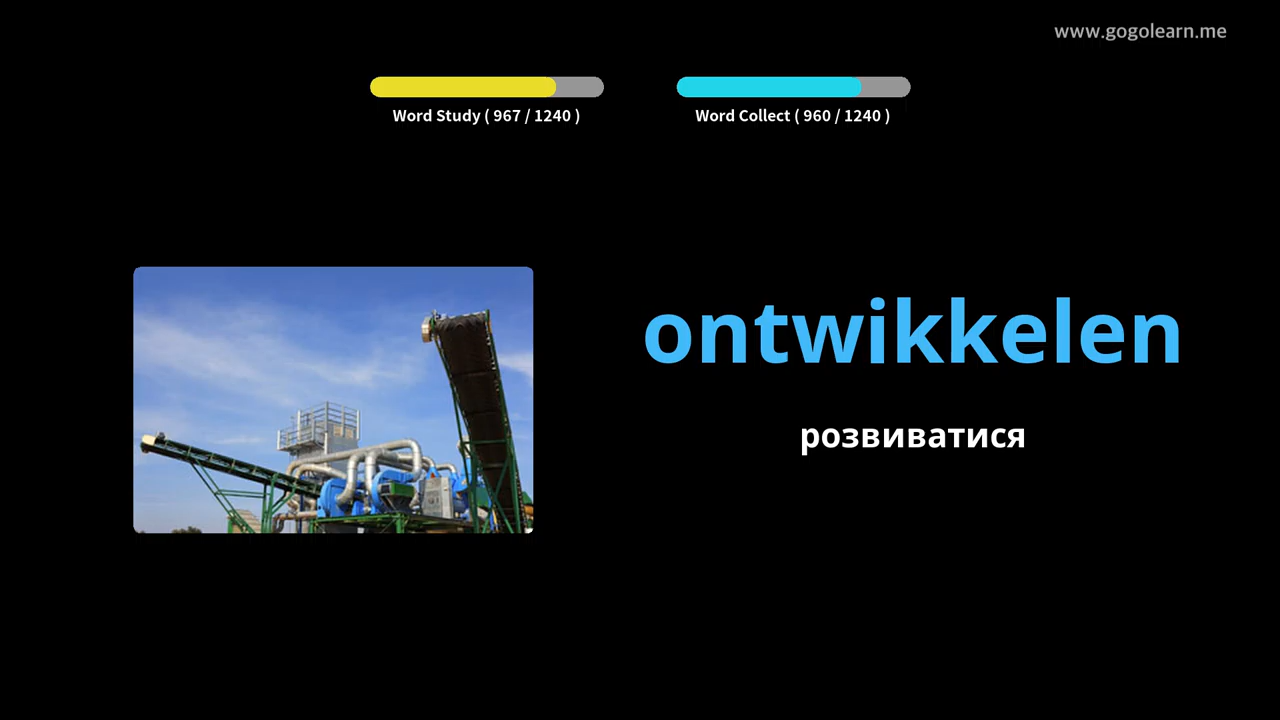 www.gogolearn.me
Word Study ( 967 / 1240 )
Word Collect ( 960 / 1240 )
ontwikkelen
розвиватися